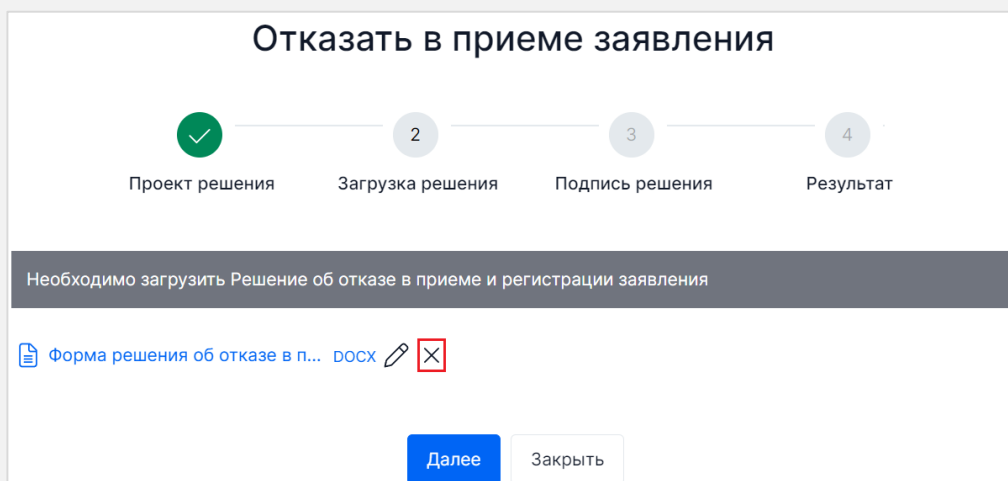 Отказать в приеме заявления
2
3
4
Проект решения
Загрузка решения
Подпись решения
Результат
Необходимо загрузить Решение об отказе в приеме и регистрации заявления
Форма решения об отказе в п... DOCX
Далее
Закрыть